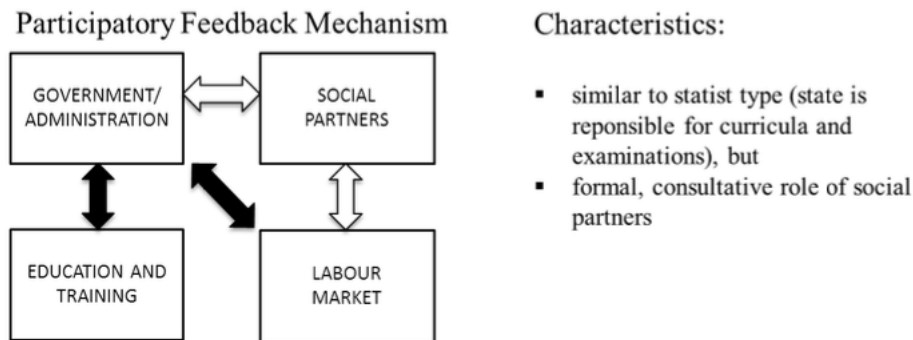 Participatory Feedback Mechanism
GOVERNMENT/
ADMINISTRATION
SOCIAL
PARTNERS
EDUCATION AND
TRAINING
LABOUR
MARKET
Characteristics:
▪ similar to statist type (state is
reponsible for curricula and
examinations), but
▪ formal, consultative role of social
partners